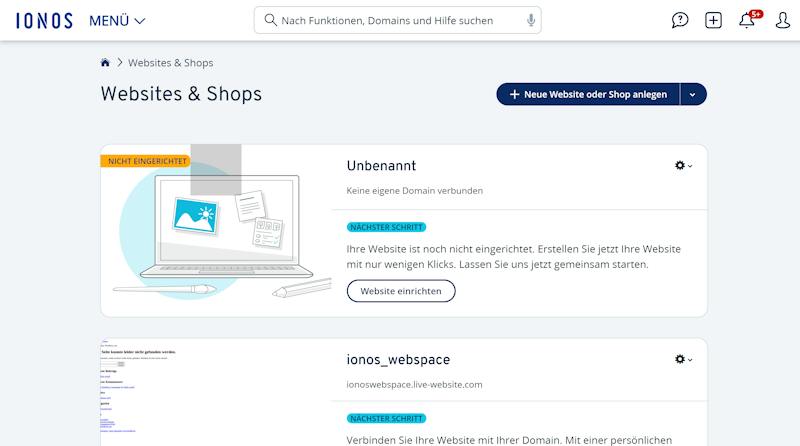 IONOS MENÜ Nach Funktionen, Domains und Hilfe suchen 5+
Websites & Shops
Websites & Shops
Neue Website oder Shop anlegen
NICHT EINGERICHTET
Unbenannt
Keine eigene Domain verbunden
NÄCHSTER SCHRITT
Ihre Website ist noch nicht eingerichtet. Erstellen Sie jetzt Ihre Website
mit nur wenigen Klicks. Lassen Sie uns jetzt gemeinsam starten.
Website einrichten
Seite konnte leider nicht gefunden werden.
ionos_webspace
ionoswebspace.live-website.com
NÄCHSTER SCHRITT
Verbinden Sie Ihre Website mit Ihrer Domain. Mit einer persönlichen